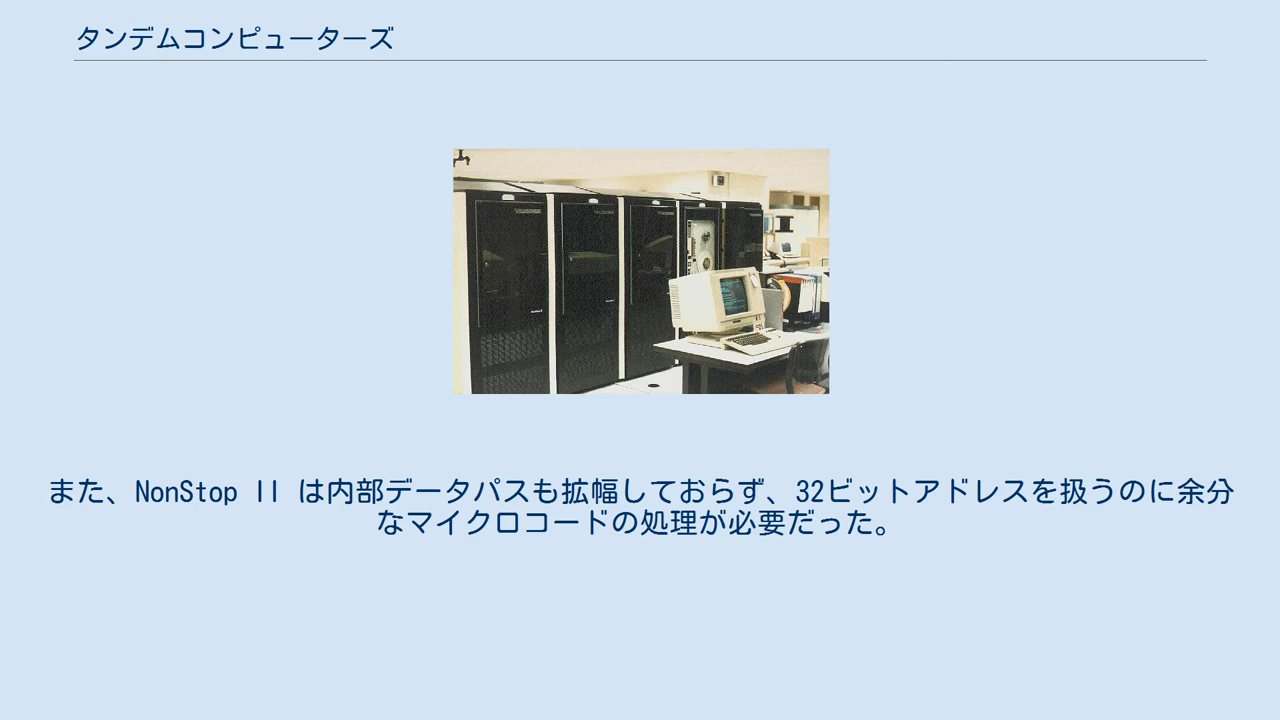 タンデムコンピューターズ
また、NonStop II は内部データパスも拡幅しておらず、32ビットアドレスを扱うのに余分
なマイクロコードの処理が必要だった。